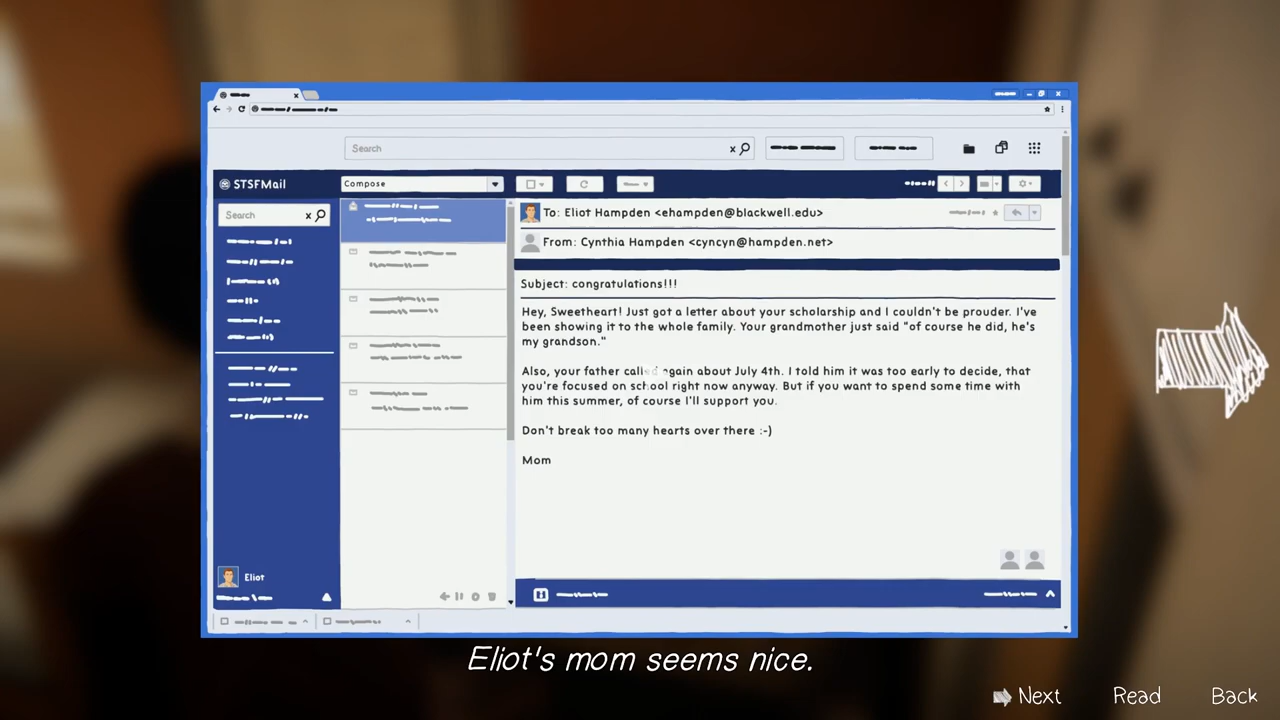 Search
STSFMail
Compose
Search
To: Eliot Hampden <ehampden@blackwell.edu>
From: Cynthia Hampden <cyncyn@hampden.net>
Subject: congratulations!!!
Hey, Sweetheart! Just got a letter about your scholarship and I couldn't be prouder. I've
been showing it to the whole family. Your grandmother just said "of course he did, he's
my grandson."
Also, your father called again about July 4th. I told him it was too early to decide, that
you're focused on school right now anyway. But if you want to spend some time with
him this summer, of course I'll support you.
Don't break too many hearts over there :-)
Mom
Eliot
Eliot's mom seems nice.
Next
Read
Back